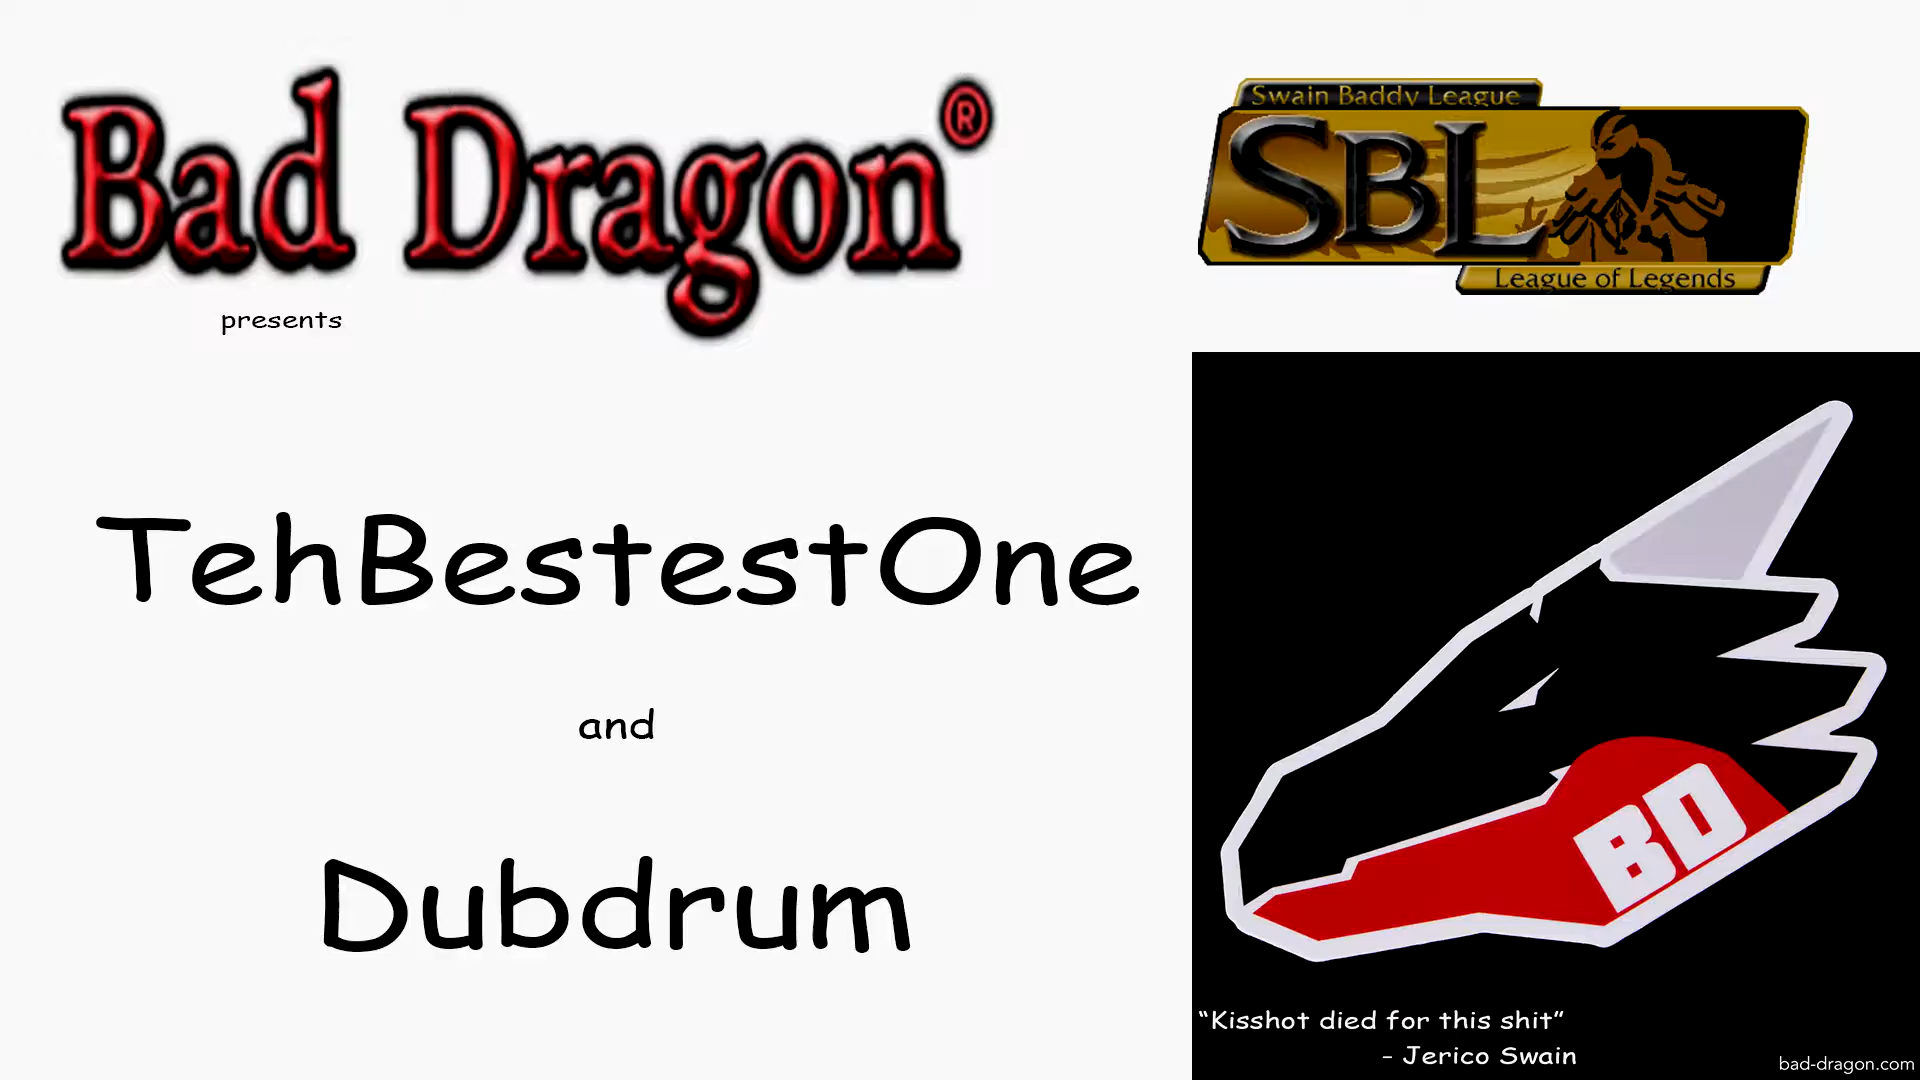 Bad Dragon®
presents
TehBestestOne
and
Dubdrum
Swain Baddy League
SBL
League of Legends
BD
“Kisshot died for this shit”
- Jerico Swain
bad-dragon.com